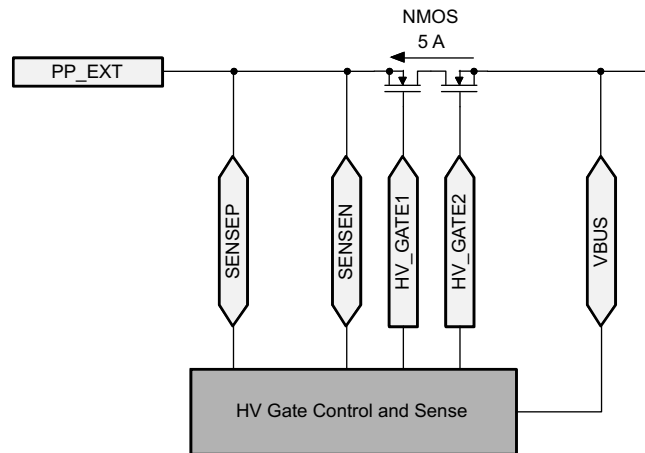 NMOS
5 A
PP_EXT
SENSEP
SENSEN
HV_GATE1
HV_GATE2
VBUS
HV Gate Control and Sense